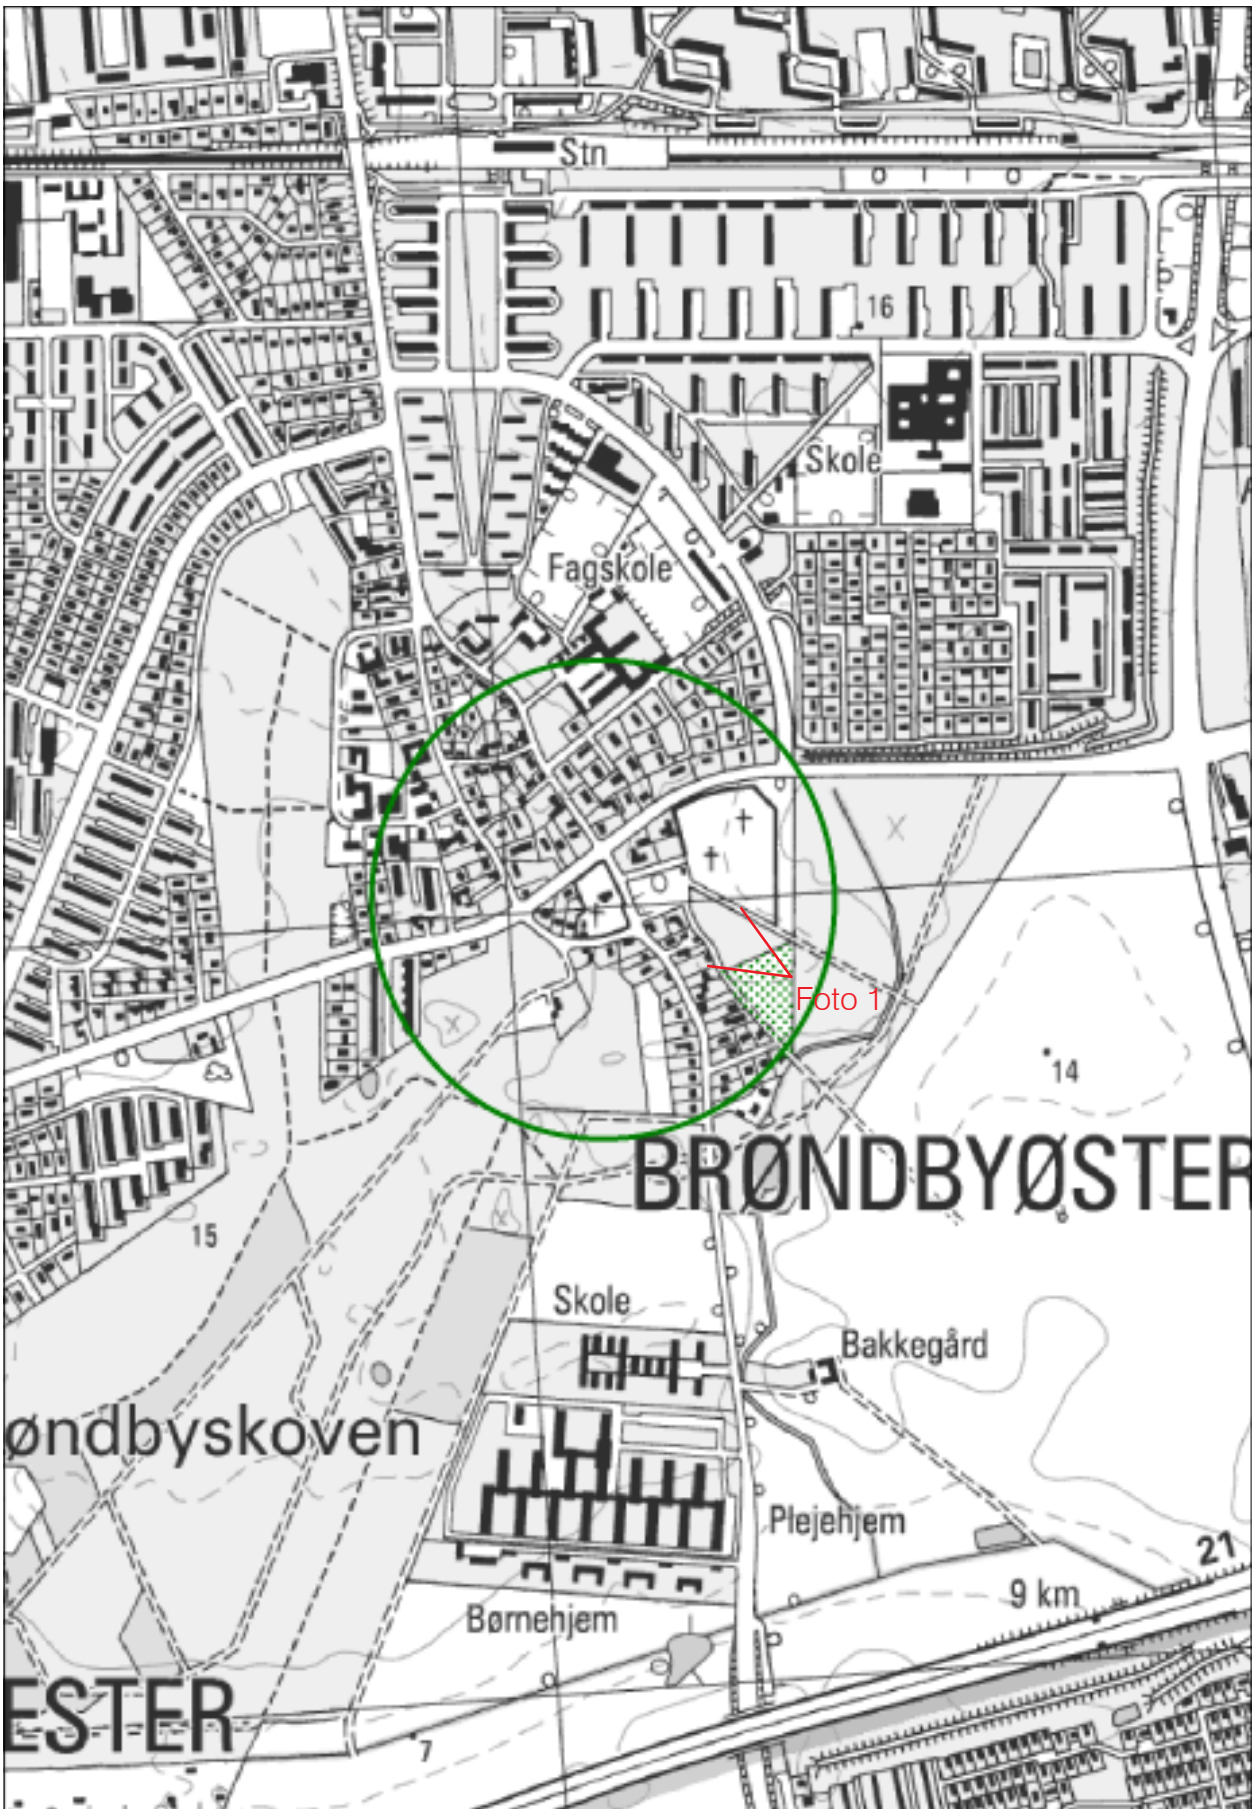 Stn
16
Skole
Fagskole
Foto 1
14
BRØNDBYØSTER
15
Skole
Bakkegård
øndbyskoven
Plejehjem
21
9 km
Børnehjem
ESTER
7